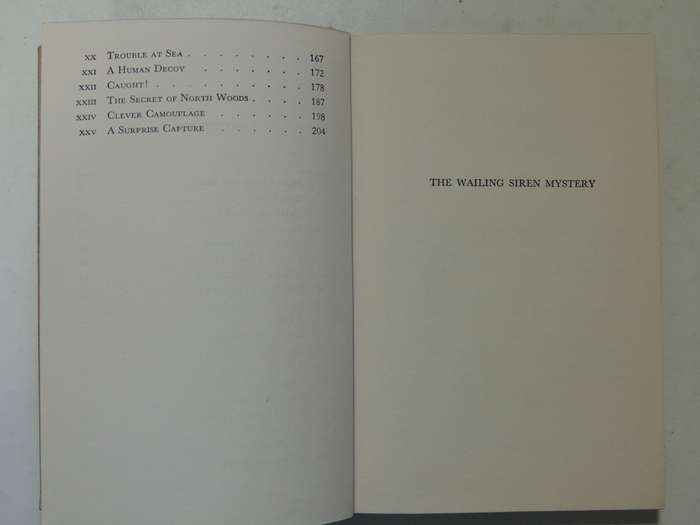 xx Trouble at Sea . . . . . . . . 167
xxi A Human Decoy . . . . . . . 172
xxii Caught! . . . . . . . . . . 178
xxiii The Secret of North Woods . . . . 187
xxiv Clever Camouflage . . . . . . 198
xxv A Surprise Capture . . . . . . 204
THE WAILING SIREN MYSTERY